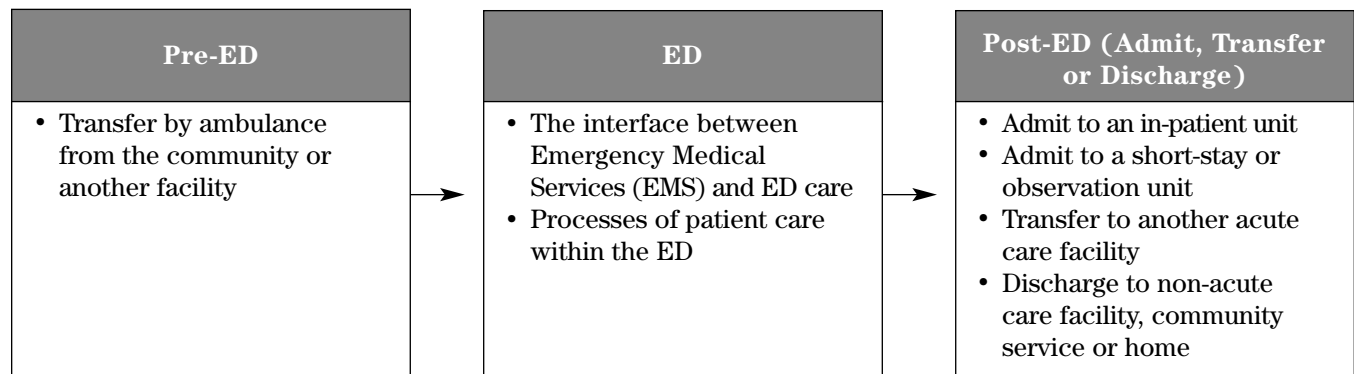 Pre-ED
• Transfer by ambulance
from the community or
another facility
ED
• The interface between
Emergency Medical
Services (EMS) and ED care
• Processes of patient care
within the ED
Post-ED (Admit, Transfer
or Discharge)
• Admit to an in-patient unit
• Admit to a short-stay or
observation unit
• Transfer to another acute
care facility
• Discharge to non-acute
care facility, community
service or home